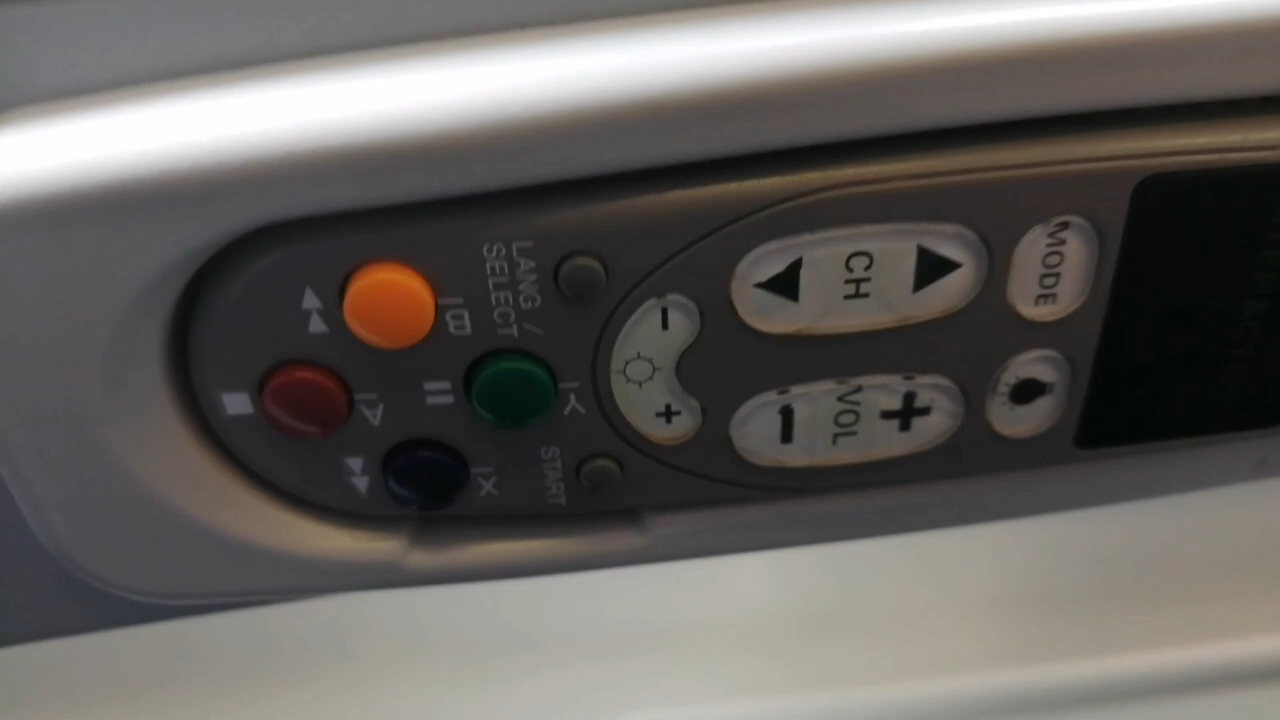 MODE
CH
VOL
- +
+
-
LANG /
SELECT
START
B
Y
A
X